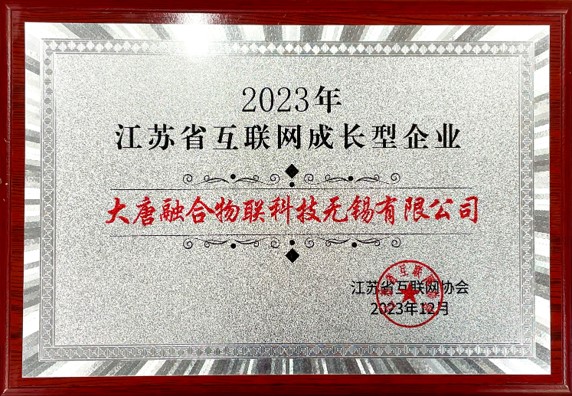 2023年
江苏省互联网成长型企业
大唐融合物联科技无锡有限公司
江苏省互联网协会
2023年12月